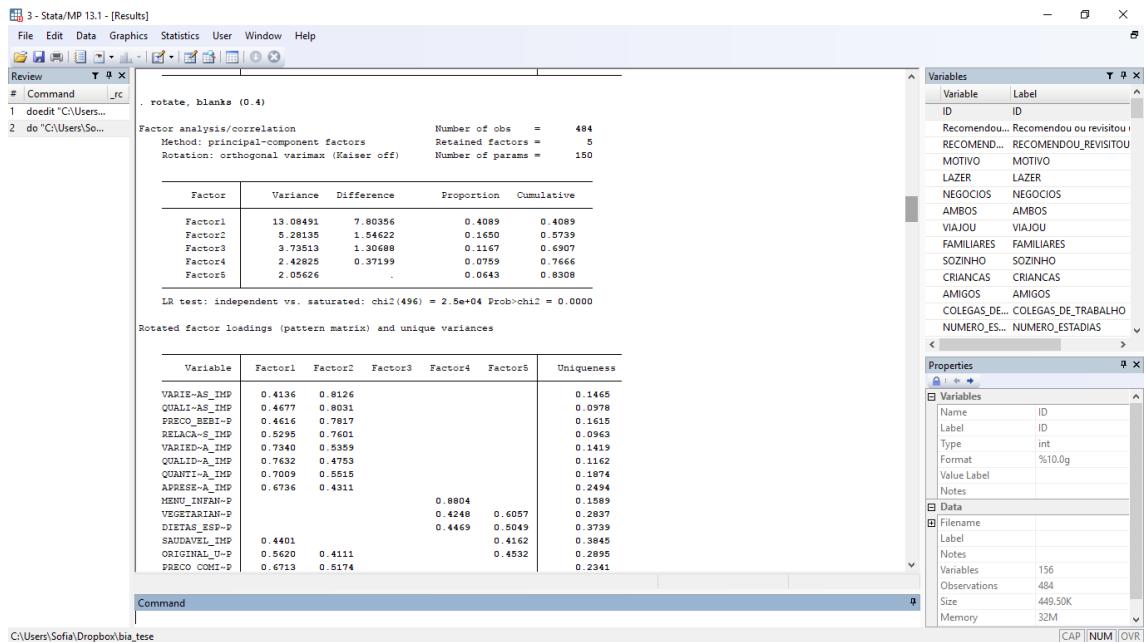 3 - Stata/MP 13.1 - [Results]
File Edit Data Graphics Statistics User Window Help
Review
# Command _rc
1 doedit "C:\Users...
2 do "C:\Users\So...
. rotate, blanks (0.4)
Factor analysis/correlation Number of obs = 484
Method: principal-component factors Retained factors = 5
Rotation: orthogonal varimax (Kaiser off) Number of params = 150
Factor Variance Difference Proportion Cumulative
Factor1 13.08491 7.80356 0.4089 0.4089
Factor2 5.28135 1.54622 0.1650 0.5739
Factor3 3.73513 1.30688 0.1167 0.6907
Factor4 2.42825 0.37199 0.0759 0.7666
Factor5 2.05626 . 0.0643 0.8308
LR test: independent vs. saturated: chi2(496) = 2.5e+04 Prob>chi2 = 0.0000
Rotated factor loadings (pattern matrix) and unique variances
Variable Factor1 Factor2 Factor3 Factor4 Factor5 Uniqueness
VARIE~AS_IMP 0.4136 0.8126 0.1465
QUALI~AS_IMP 0.4677 0.8031 0.0978
PRECO_BEBI~P 0.4616 0.7817 0.1615
RELACA~S_IMP 0.5295 0.7601 0.0963
VARIED~A_IMP 0.7340 0.5359 0.1419
QUALID~A_IMP 0.7632 0.4753 0.1162
QUANTI~A_IMP 0.7009 0.5515 0.1874
APRESE~A_IMP 0.6736 0.4311 0.2494
MENU_INFAN~P 0.8804 0.1589
VEGETARIAN~P 0.4248 0.6057 0.2837
DIETAS_ESP~P 0.4469 0.5049 0.3739
SAUDAVEL_IMP 0.4401 0.4162 0.3845
ORIGINAL_U~P 0.5620 0.4111 0.4532 0.2895
PRECO_COMI~P 0.6713 0.5174 0.2341
Command
Variables
Variable Label
ID ID
Recomendou... Recomendou ou revisitou
RECOMEND... RECOMENDOU_REVISITOU
MOTIVO MOTIVO
LAZER LAZER
NEGOCIOS NEGOCIOS
AMBOS AMBOS
VIAJOU VIAJOU
FAMILIARES FAMILIARES
SOZINHO SOZINHO
CRIANCAS CRIANCAS
AMIGOS AMIGOS
COLEGAS_DE... COLEGAS_DE_TRABALHO
NUMERO_ES... NUMERO_ESTADIAS
Properties
Variables
Name ID
Label ID
Type int
Format %10.0g
Value Label
Notes
Data
Filename
Label
Notes
Variables 156
Observations 484
Size 449.50K
Memory 32M
C:\Users\Sofia\Dropbox\bia_tese
CAP NUM OVR